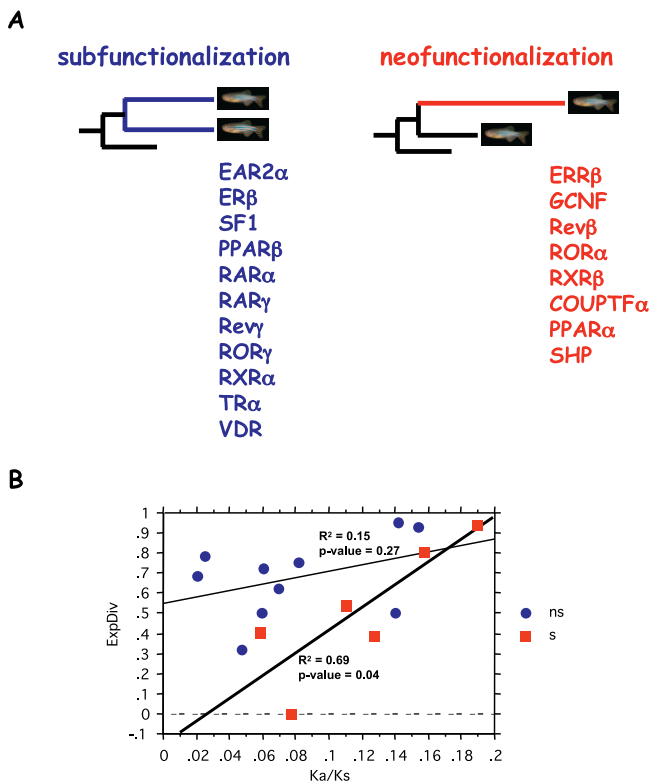 A
subfunctionalization
neofunctionalization
EAR2α
ERβ
SF1
PPARβ
RARα
RARγ
Revγ
RORγ
RXRα
TRα
VDR
ERRβ
GCNF
Revβ
RORα
RXRβ
COUPTFα
PPARα
SHP
B
1
.9
.8
.7
.6
.5
.4
.3
.2
.1
0
-.1
ExpDiv
R² = 0.15
p-value = 0.27
R² = 0.69
p-value = 0.04
ns
s
0 .02 .04 .06 .08 .1 .12 .14 .16 .18 .2
Ka/Ks